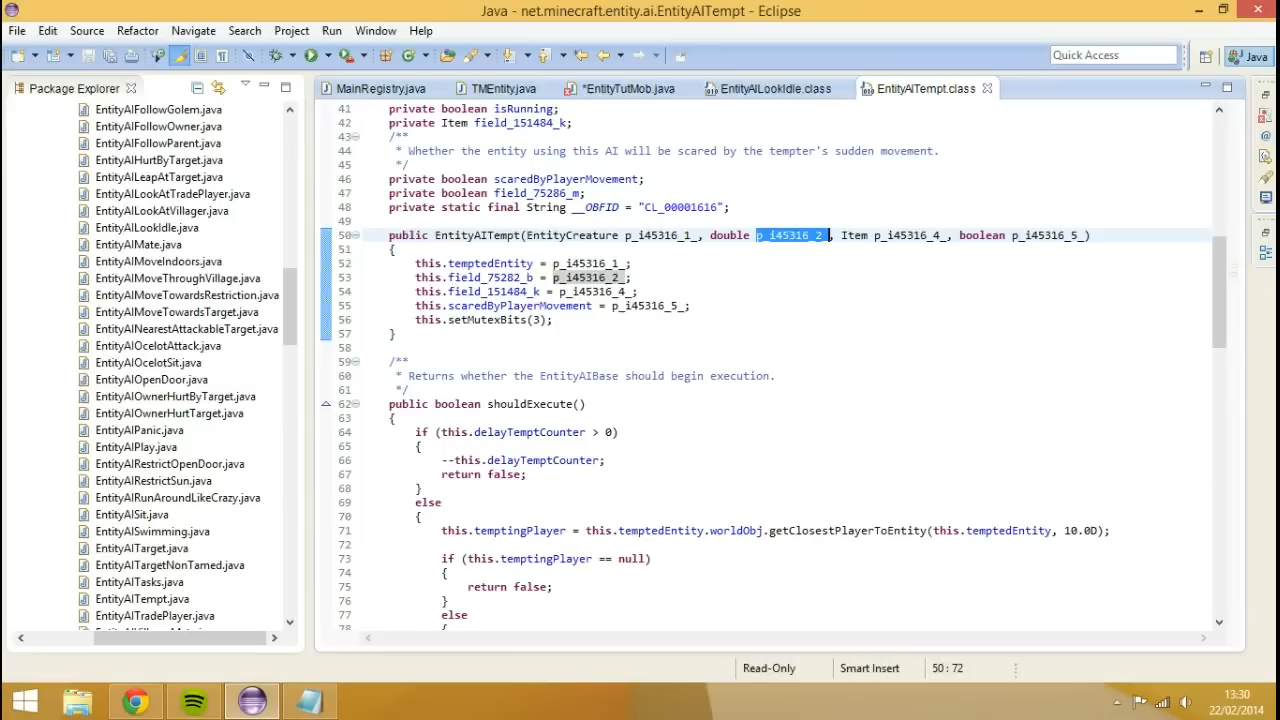 Java - net.minecraft.entity.ai.EntityAITempt - Eclipse
File Edit Source Refactor Navigate Search Project Run Window Help
Quick Access
Java
Package Explorer
MainRegistry.java TMEntity.java *EntityTutMob.java EntityAILookIdle.class EntityAITempt.class
EntityAIFollowGolem.java
EntityAIFollowOwner.java
EntityAIFollowParent.java
EntityAIHurtByTarget.java
EntityAILeapAtTarget.java
EntityAILookAtTradePlayer.java
EntityAILookAtVillager.java
EntityAILookIdle.java
EntityAIMate.java
EntityAIMoveIndoors.java
EntityAIMoveThroughVillage.java
EntityAIMoveTowardsRestriction.java
EntityAIMoveTowardsTarget.java
EntityAINearestAttackableTarget.java
EntityAIOcelotAttack.java
EntityAIOcelotSit.java
EntityAIOpenDoor.java
EntityAIOwnerHurtByTarget.java
EntityAIOwnerHurtTarget.java
EntityAIPanic.java
EntityAIPlay.java
EntityAIRestrictOpenDoor.java
EntityAIRestrictSun.java
EntityAIRunAroundLikeCrazy.java
EntityAISit.java
EntityAISwimming.java
EntityAITarget.java
EntityAITargetNonTamed.java
EntityAITasks.java
EntityAITempt.java
EntityAITradePlayer.java
41 private boolean isRunning;
42 private Item field_151484_k;
43 /**
44 * Whether the entity using this AI will be scared by the tempter's sudden movement.
45 */
46 private boolean scaredByPlayerMovement;
47 private boolean field_75286_m;
48 private static final String __OBFID = "CL_00001616";
49
50 public EntityAITempt(EntityCreature p_i45316_1_, double p_i45316_2_, Item p_i45316_4_, boolean p_i45316_5_)
51 {
52 this.temptedEntity = p_i45316_1_;
53 this.field_75282_b = p_i45316_2_;
54 this.field_151484_k = p_i45316_4_;
55 this.scaredByPlayerMovement = p_i45316_5_;
56 this.setMutexBits(3);
57 }
58
59 /**
60 * Returns whether the EntityAIBase should begin execution.
61 */
62 public boolean shouldExecute()
63 {
64 if (this.delayTemptCounter > 0)
65 {
66 --this.delayTemptCounter;
67 return false;
68 }
69 else
70 {
71 this.temptingPlayer = this.temptedEntity.worldObj.getClosestPlayerToEntity(this.temptedEntity, 10.0D);
72
73 if (this.temptingPlayer == null)
74 {
75 return false;
76 }
77 else
78 {
Read-Only Smart Insert 50 : 72
13:30
22/02/2014